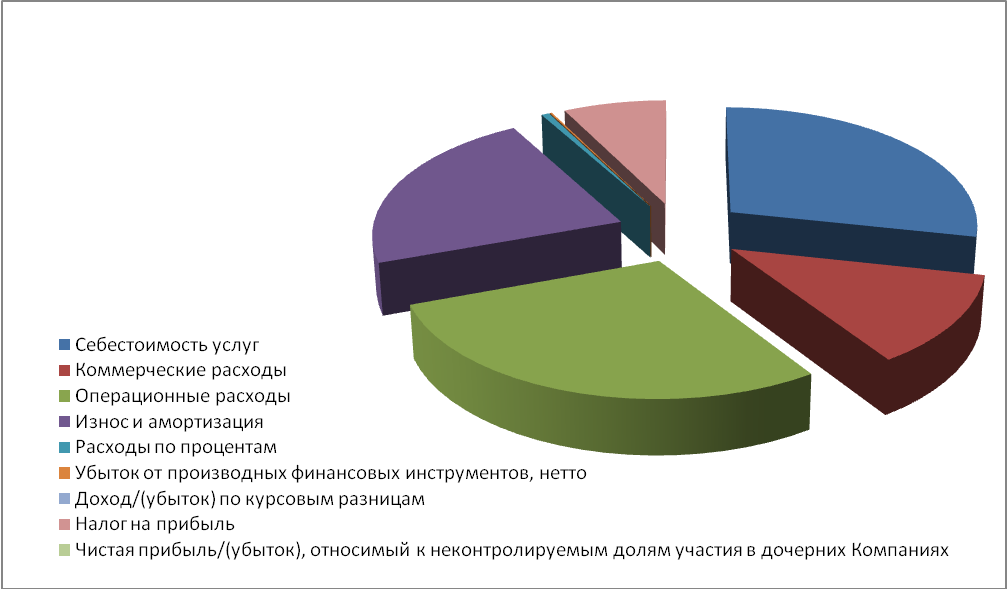 Себестоимость услуг
Коммерческие расходы
Операционные расходы
Износ и амортизация
Расходы по процентам
Убыток от производных финансовых инструментов, нетто
Доход/(убыток) по курсовым разницам
Налог на прибыль
Чистая прибыль/(убыток), относимый к неконтролируемым долям участия в дочерних Компаниях